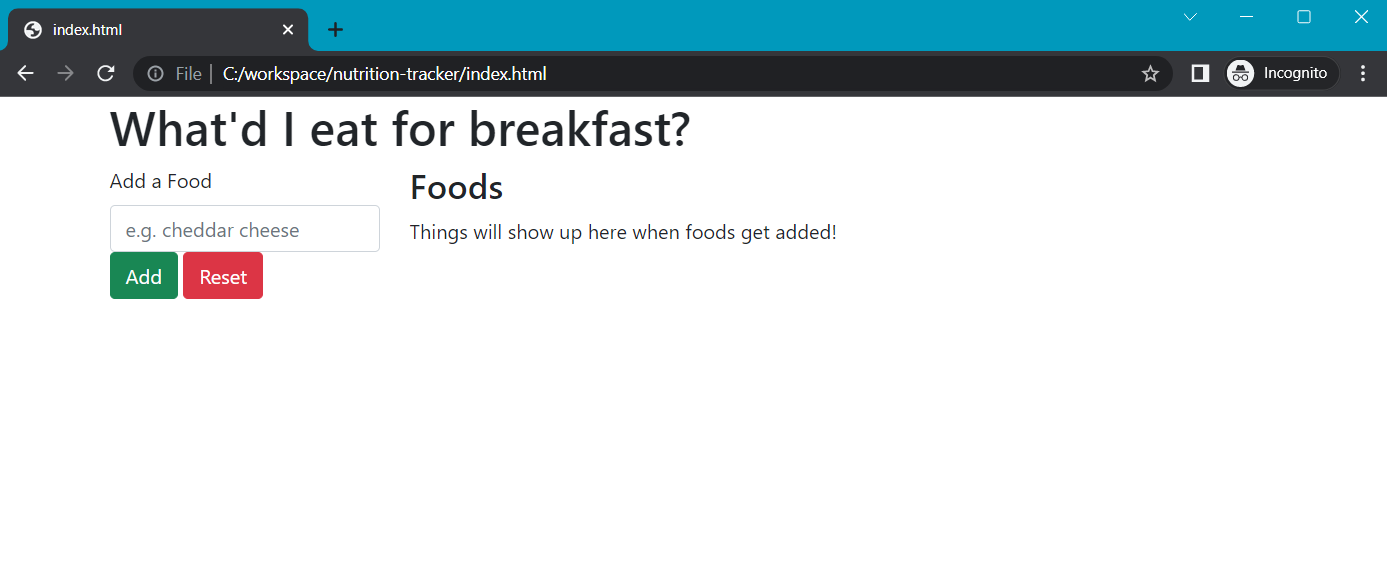 index.html
File
C:/workspace/nutrition-tracker/index.html
Incognito
What'd I eat for breakfast?
Add a Food
e.g. cheddar cheese
Add
Reset
Foods
Things will show up here when foods get added!